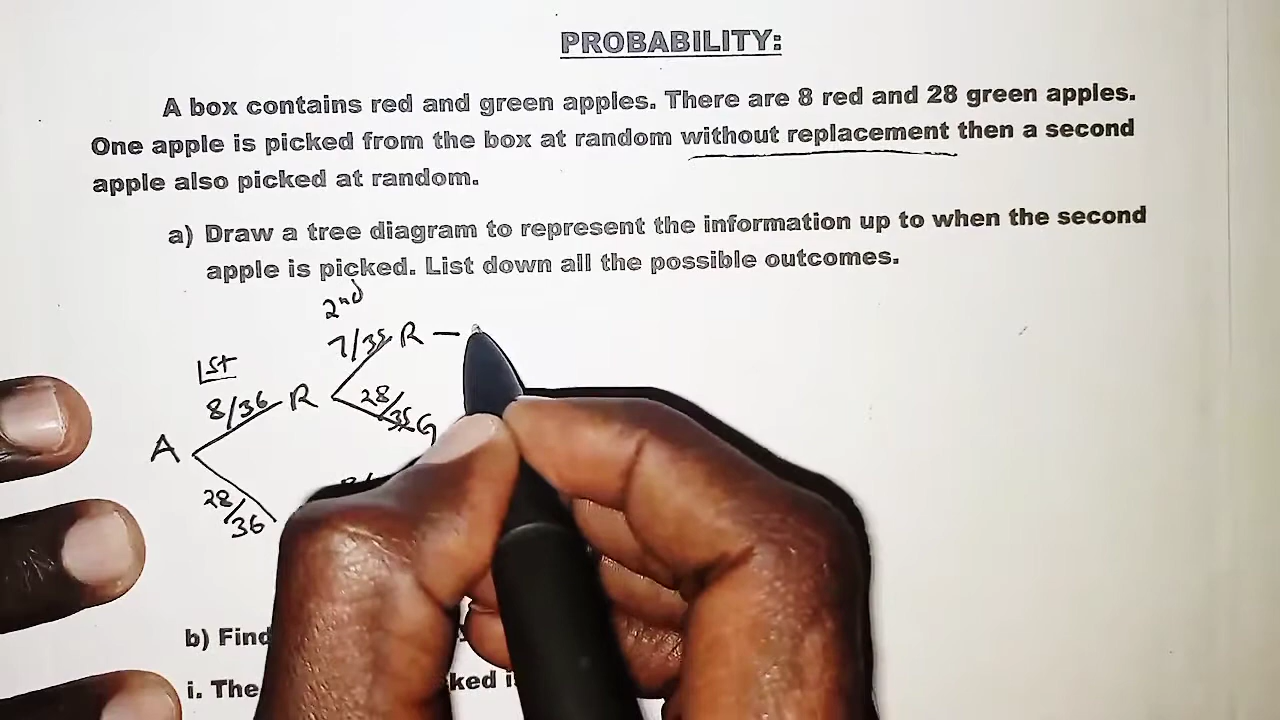 PROBABILITY:
A box contains red and green apples. There are 8 red and 28 green apples.
One apple is picked from the box at random without replacement then a second
apple also picked at random.
a) Draw a tree diagram to represent the information up to when the second
apple is picked. List down all the possible outcomes.
2nd
7/35 R —
1st
8/36 R
28/35 G
A
28/36
b) Find
i. The